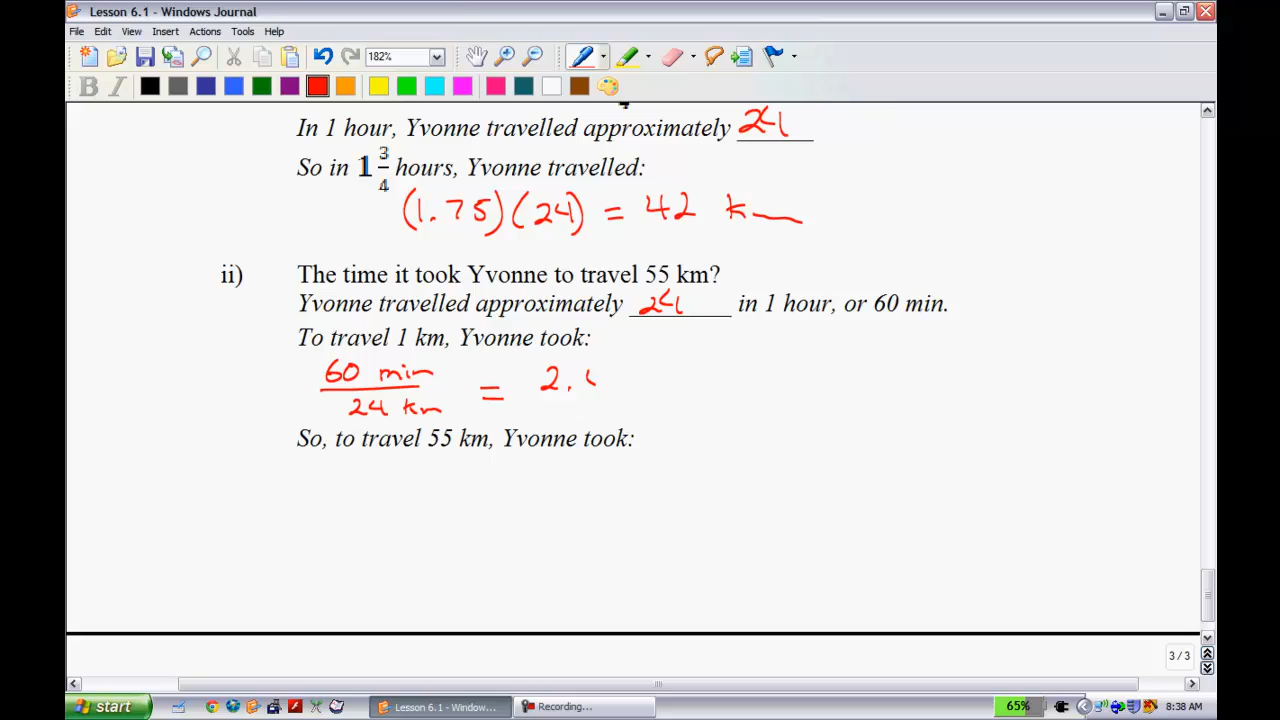 Lesson 6.1 - Windows Journal
File Edit View Insert Actions Tools Help
182%
B I
In 1 hour, Yvonne travelled approximately 24
So in 1 3/4 hours, Yvonne travelled:
(1.75)(24) = 42 km
ii) The time it took Yvonne to travel 55 km?
Yvonne travelled approximately 24 in 1 hour, or 60 min.
To travel 1 km, Yvonne took:
60 min / 24 km = 2.
So, to travel 55 km, Yvonne took:
3/3
start Lesson 6.1 - Windows Jo... Recording... 65% 8:38 AM